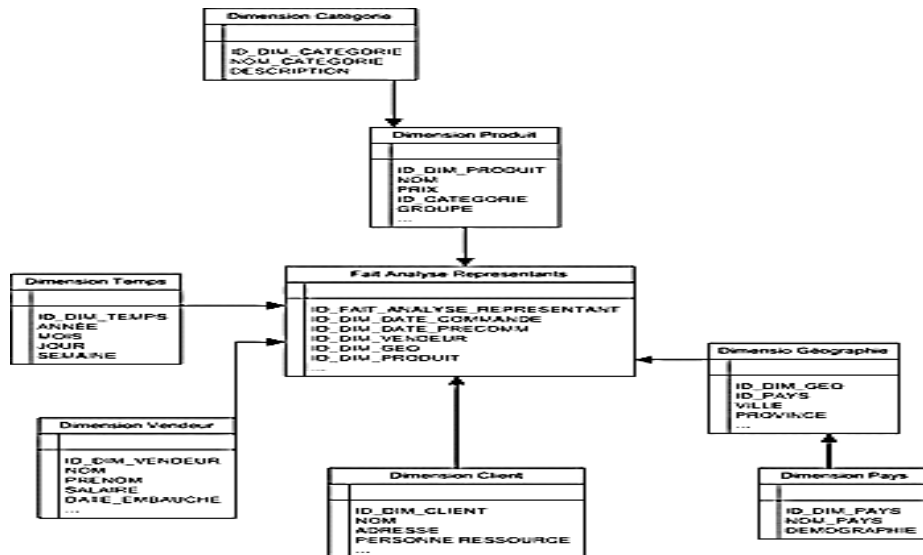 Dimension Catégorie
ID_DIM_CATEGORIE
NOM_CATEGORIE
DESCRIPTION
Dimension Produit
ID_DIM_PRODUIT
NOM
PRIX
ID_CATEGORIE
GROUPE
...
Dimension Temps
ID_DIM_TEMPS
ANNÉE
MOIS
JOUR
SEMAINE
Fait Analyse Representants
ID_FAIT_ANALYSE_REPRESENTANT
ID_DIM_DATE_COMMANDE
ID_DIM_DATE_PRECOMM
ID_DIM_VENDEUR
ID_DIM_GEO
ID_DIM_PRODUIT
...
Dimensio Géographie
ID_DIM_GEO
ID_PAYS
VILLE
PROVINCE
...
Dimension Vendeur
ID_DIM_VENDEUR
NOM
PRENOM
SALAIRE
DATE_EMBAUCHE
...
Dimension Client
ID_DIM_CLIENT
NOM
ADRESSE
PERSONNE RESSOURCE
...
Dimension Pays
ID_DIM_PAYS
NOM_PAYS
DEMOGRAPHIE